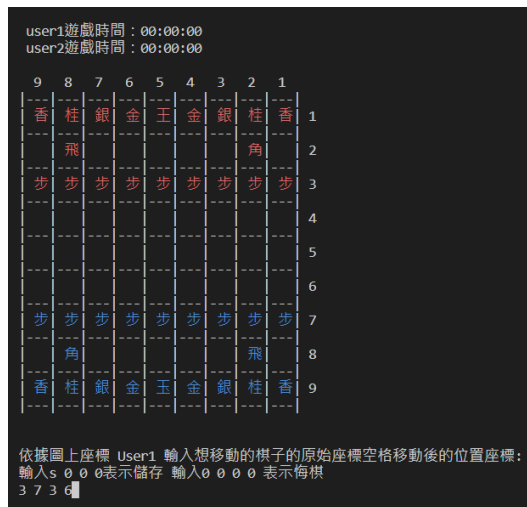 user1遊戲時間：00:00:00
user2遊戲時間：00:00:00
9 8 7 6 5 4 3 2 1
|---|---|---|---|---|---|---|---|---|
| 香| 桂| 銀| 金| 王| 金| 銀| 桂| 香| 1
|---|---|---|---|---|---|---|---|---|
| | 飛| | | | | | 角| | 2
|---|---|---|---|---|---|---|---|---|
| 步| 步| 步| 步| 步| 步| 步| 步| 步| 3
|---|---|---|---|---|---|---|---|---|
| | | | | | | | | | 4
|---|---|---|---|---|---|---|---|---|
| | | | | | | | | | 5
|---|---|---|---|---|---|---|---|---|
| | | | | | | | | | 6
|---|---|---|---|---|---|---|---|---|
| 步| 步| 步| 步| 步| 步| 步| 步| 步| 7
|---|---|---|---|---|---|---|---|---|
| | 角| | | | | | 飛| | 8
|---|---|---|---|---|---|---|---|---|
| 香| 桂| 銀| 金| 玉| 金| 銀| 桂| 香| 9
|---|---|---|---|---|---|---|---|---|
依據圖上座標 User1 輸入想移動的棋子的原始座標空格移動後的位置座標:
輸入s 0 0 0表示儲存 輸入0 0 0 0 表示悔棋
3 7 3 6